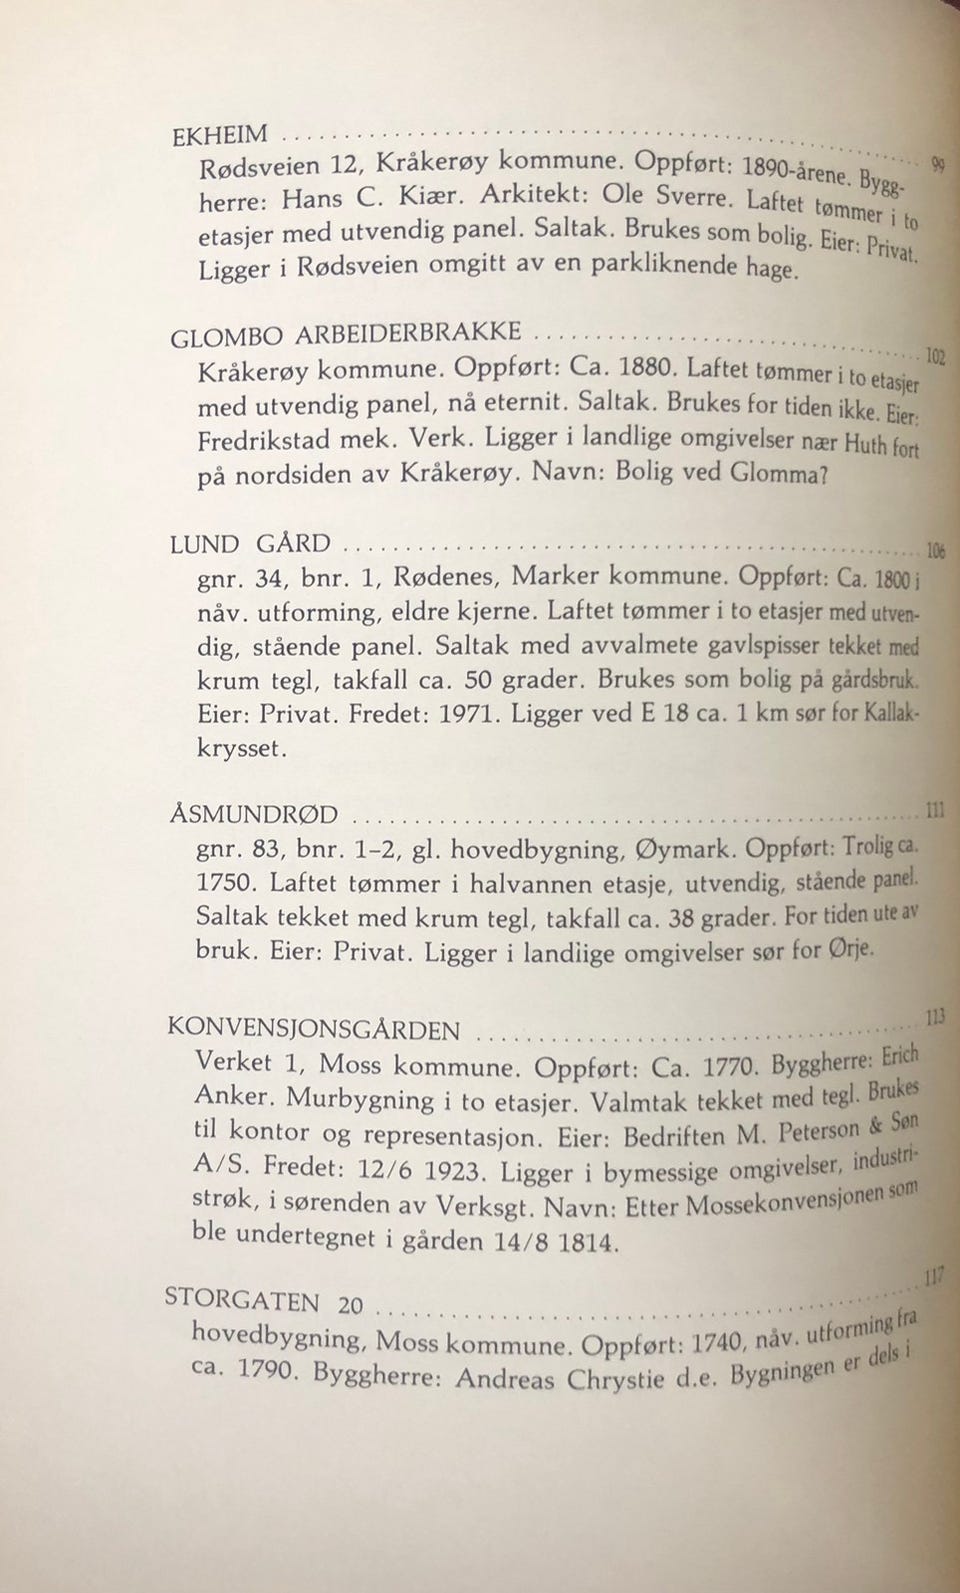 EKHEIM .................................................. 99
Rødsveien 12, Kråkerøy kommune. Oppført: 1890-årene. Bygg-
herre: Hans C. Kiær. Arkitekt: Ole Sverre. Laftet tømmer i to
etasjer med utvendig panel. Saltak. Brukes som bolig. Eier: Privat.
Ligger i Rødsveien omgitt av en parkliknende hage.
GLOMBO ARBEIDERBRAKKE .............................. 102
Kråkerøy kommune. Oppført: Ca. 1880. Laftet tømmer i to etasjer
med utvendig panel, nå eternit. Saltak. Brukes for tiden ikke. Eier:
Fredrikstad mek. Verk. Ligger i landlige omgivelser nær Huth fort
på nordsiden av Kråkerøy. Navn: Bolig ved Glomma?
LUND GÅRD .............................................. 106
gnr. 34, bnr. 1, Rødenes, Marker kommune. Oppført: Ca. 1800 i
nåv. utforming, eldre kjerne. Laftet tømmer i to etasjer med utven-
dig, stående panel. Saltak med avvalmete gavlspisser tekket med
krum tegl, takfall ca. 50 grader. Brukes som bolig på gårdsbruk.
Eier: Privat. Fredet: 1971. Ligger ved E 18 ca. 1 km sør for Kallak-
krysset.
ÅSMUNDRØD .............................................. 111
gnr. 83, bnr. 1–2, gl. hovedbygning, Øymark. Oppført: Trolig ca.
1750. Laftet tømmer i halvannen etasje, utvendig, stående panel.
Saltak tekket med krum tegl, takfall ca. 38 grader. For tiden ute av
bruk. Eier: Privat. Ligger i landlige omgivelser sør for Ørje.
KONVENSJONSGÅRDEN .................................... 113
Verket 1, Moss kommune. Oppført: Ca. 1770. Byggherre: Erich
Anker. Murbygning i to etasjer. Valmtak tekket med tegl. Brukes
til kontor og representasjon. Eier: Bedriften M. Peterson & Søn
A/S. Fredet: 12/6 1923. Ligger i bymessige omgivelser, industri-
strøk, i sørenden av Verksgt. Navn: Etter Mossekonvensjonen som
ble undertegnet i gården 14/8 1814.
STORGATEN 20 ............................................ 117
hovedbygning, Moss kommune. Oppført: 1740, nåv. utforming fra
ca. 1790. Byggherre: Andreas Chrystie d.e. Bygningen er dels i